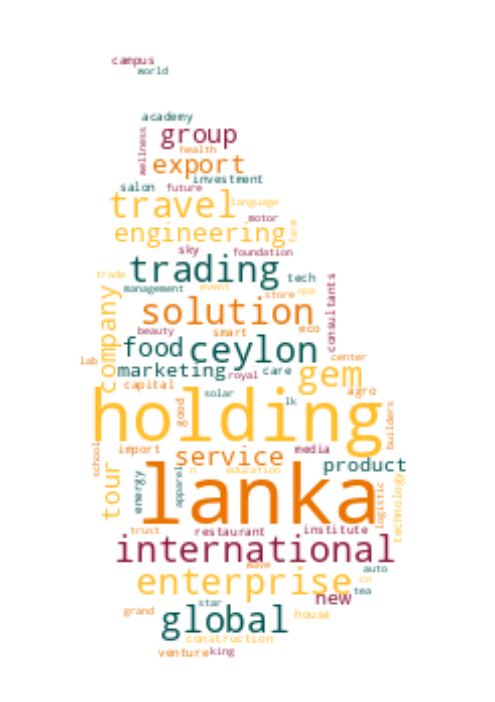 campus
world
academy
group
wellness
health
export
investment
salon
future
travel
language
motor
engineering
farm
sky
foundation
trading
tech
trade
management
event
store
spa
consultants
company
solution
beauty
smart
eco
food
ceylon
center
lab
marketing
royal
care
gem
capital
solar
agro
holding
good
lk
builders
school
import
service
media
product
tour
energy
apparel
n
education
logistic
technology
lanka
trust
restaurant
institute
international
wave
auto
enterprise
co
tea
new
star
grand
global
house
construction
venture
king